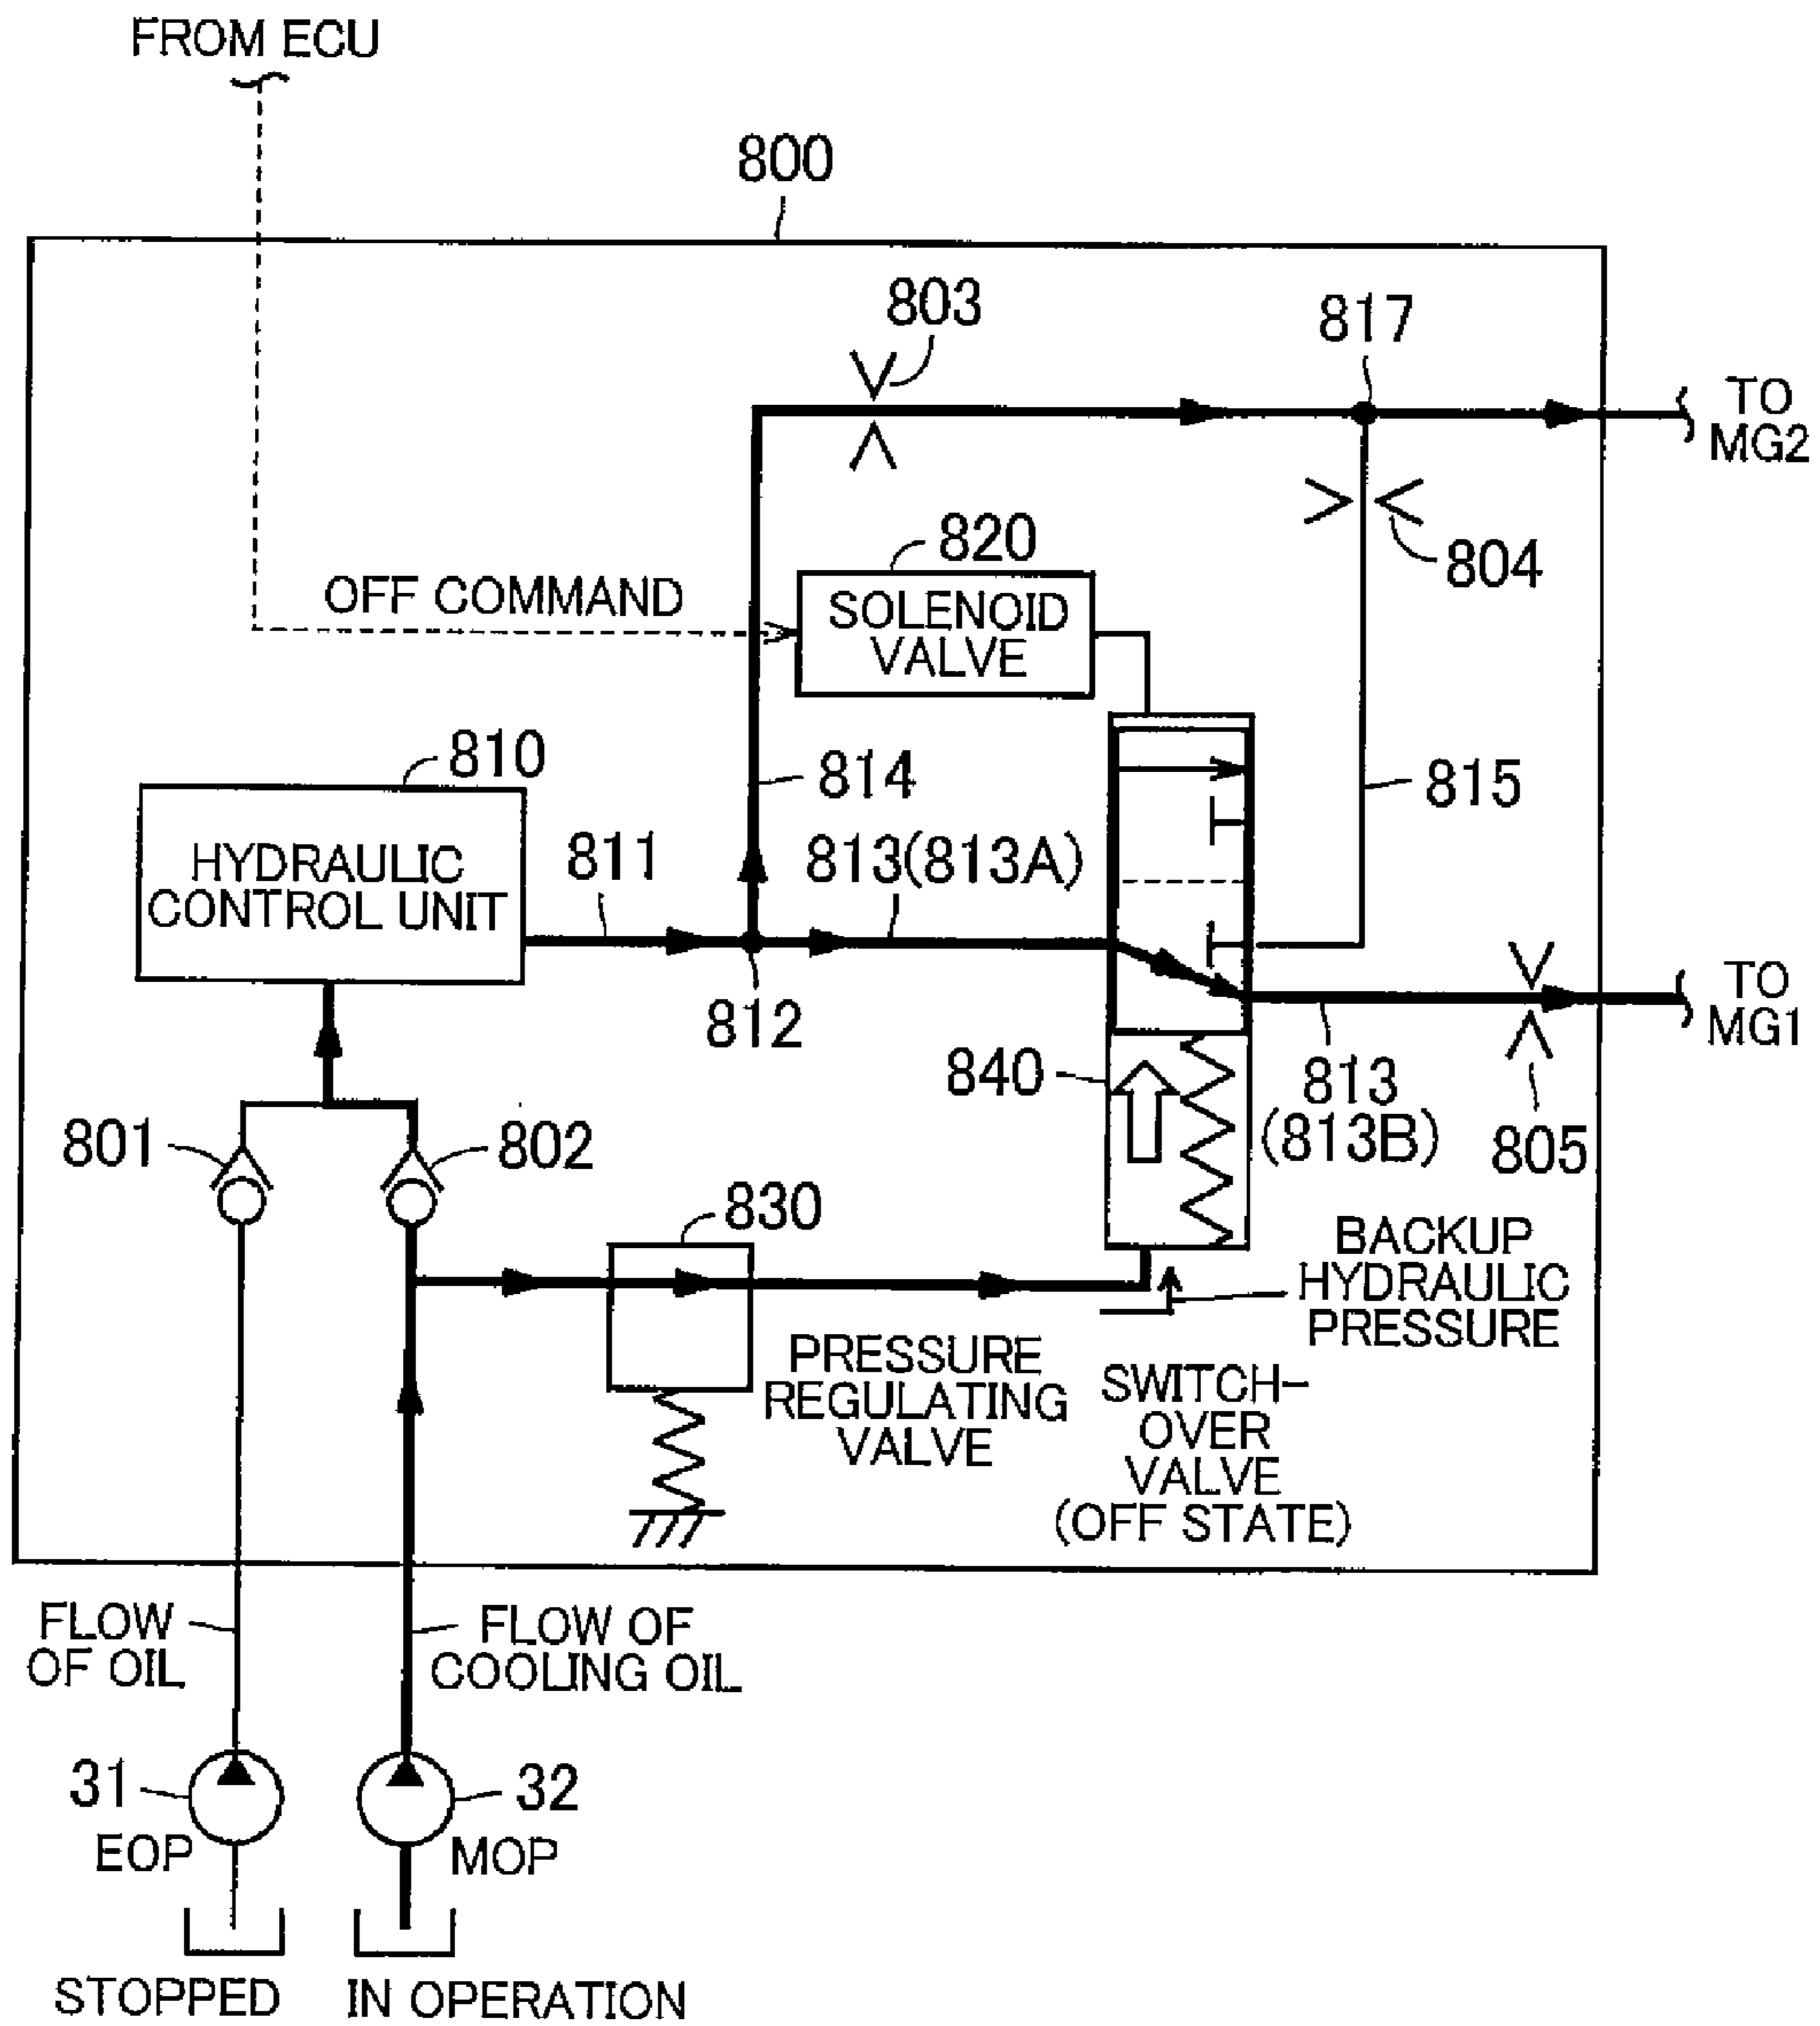 FROM ECU
800
803
817
TO
MG2
804
820
OFF COMMAND
SOLENOID
VALVE
810
814
815
HYDRAULIC
CONTROL UNIT
811
813(813A)
812
TO
MG1
840
813
(813B)
805
801
802
830
BACKUP
HYDRAULIC
PRESSURE
PRESSURE
REGULATING
VALVE
SWITCH-
OVER
VALVE
(OFF STATE)
FLOW
OF OIL
FLOW OF
COOLING OIL
31
EOP
32
MOP
STOPPED
IN OPERATION